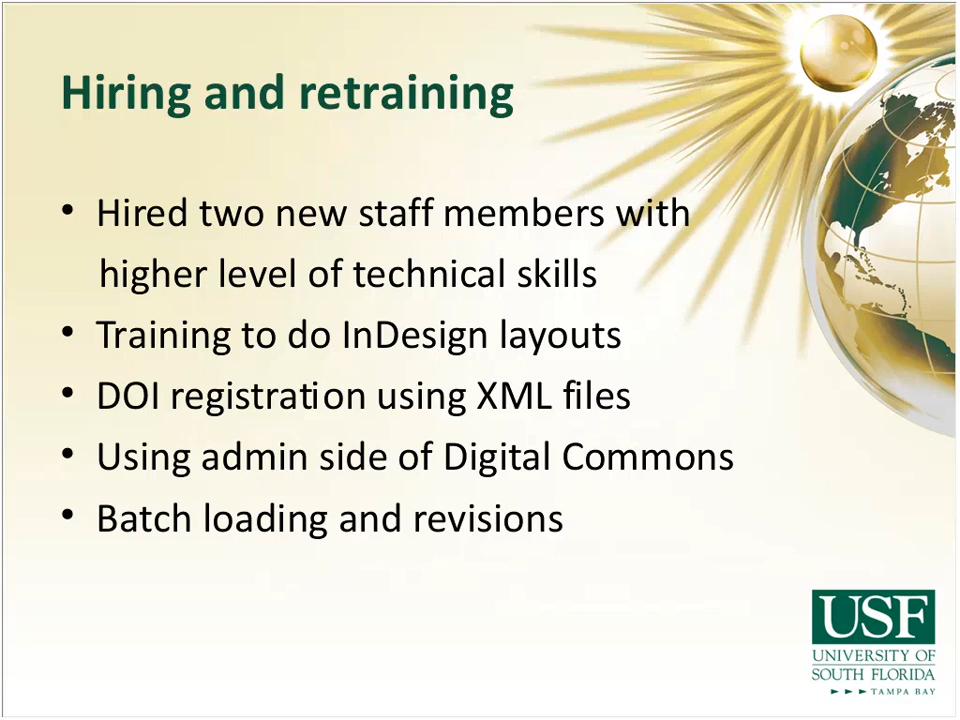 Hiring and retraining
• Hired two new staff members with
higher level of technical skills
• Training to do InDesign layouts
• DOI registration using XML files
• Using admin side of Digital Commons
• Batch loading and revisions
USF
UNIVERSITY OF
SOUTH FLORIDA
►►► TAMPA BAY